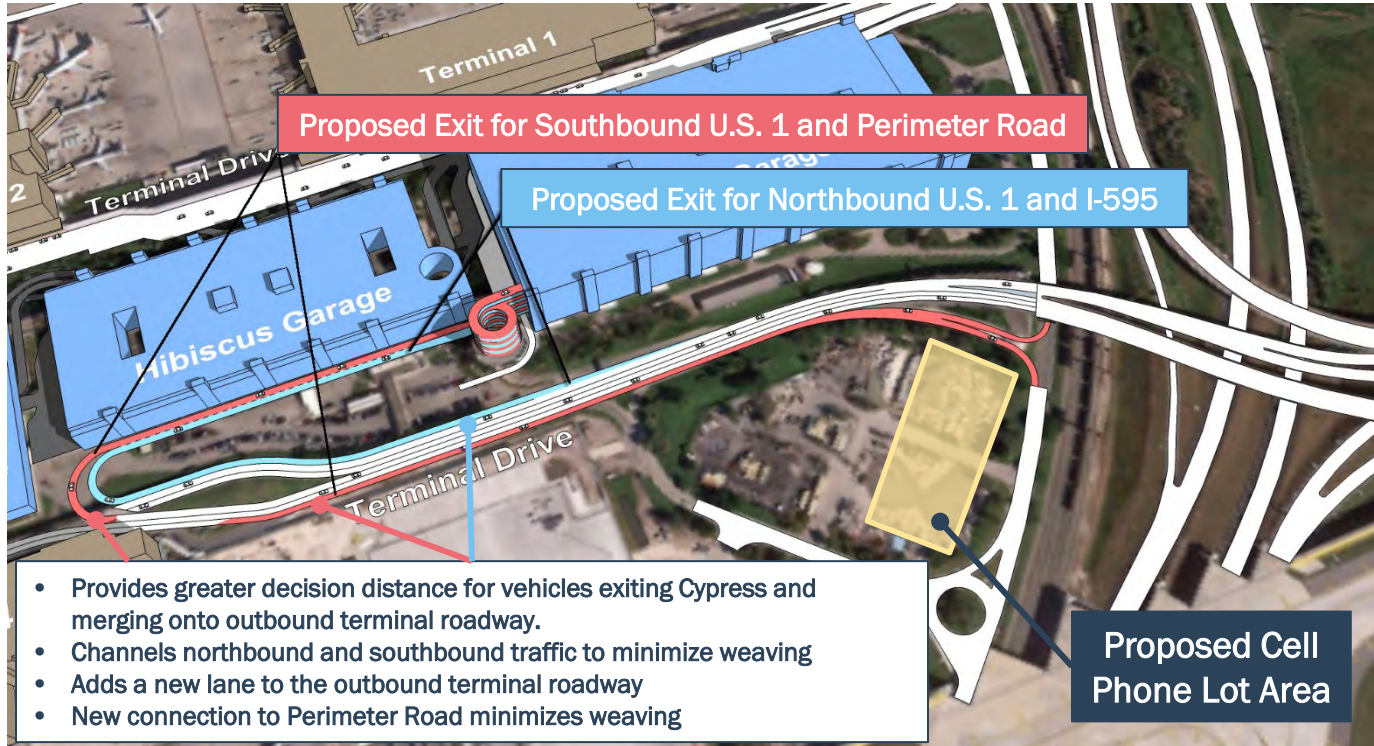 Terminal 1
Proposed Exit for Southbound U.S. 1 and Perimeter Road
Terminal Drive
Garage
2
Proposed Exit for Northbound U.S. 1 and I-595
Hibiscus Garage
Terminal Drive
• Provides greater decision distance for vehicles exiting Cypress and
merging onto outbound terminal roadway.
• Channels northbound and southbound traffic to minimize weaving
• Adds a new lane to the outbound terminal roadway
• New connection to Perimeter Road minimizes weaving
4
Proposed Cell
Phone Lot Area